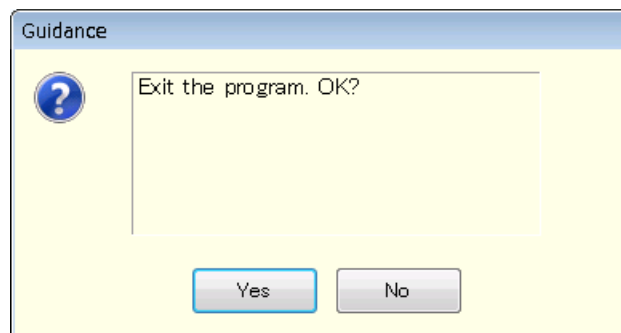 Guidance
Exit the program. OK?
Yes
No